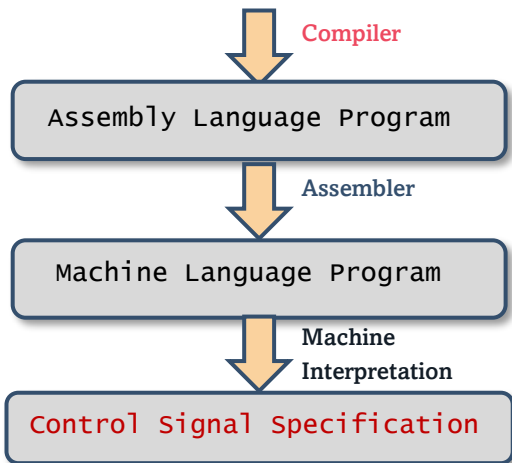 Compiler
Assembly Language Program
Assembler
Machine Language Program
Machine
Interpretation
Control Signal Specification